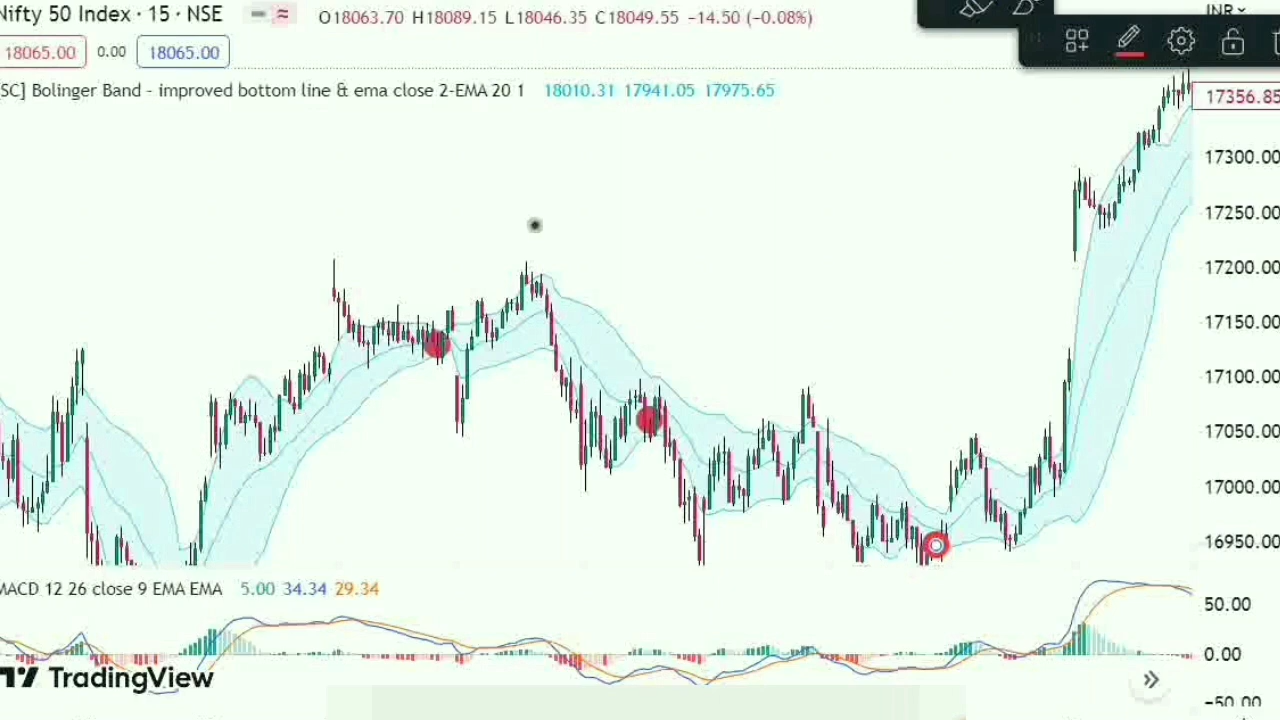 Nifty 50 Index · 15 · NSE O18063.70 H18089.15 L18046.35 C18049.55 −14.50 (−0.08%) INR
18065.00 0.00 18065.00
[SC] Bolinger Band - improved bottom line & ema close 2-EMA 20 1 18010.31 17941.05 17975.65
17356.85
17300.00
17250.00
17200.00
17150.00
17100.00
17050.00
17000.00
16950.00
MACD 12 26 close 9 EMA EMA 5.00 34.34 29.34
50.00
0.00
TradingView
−50.00